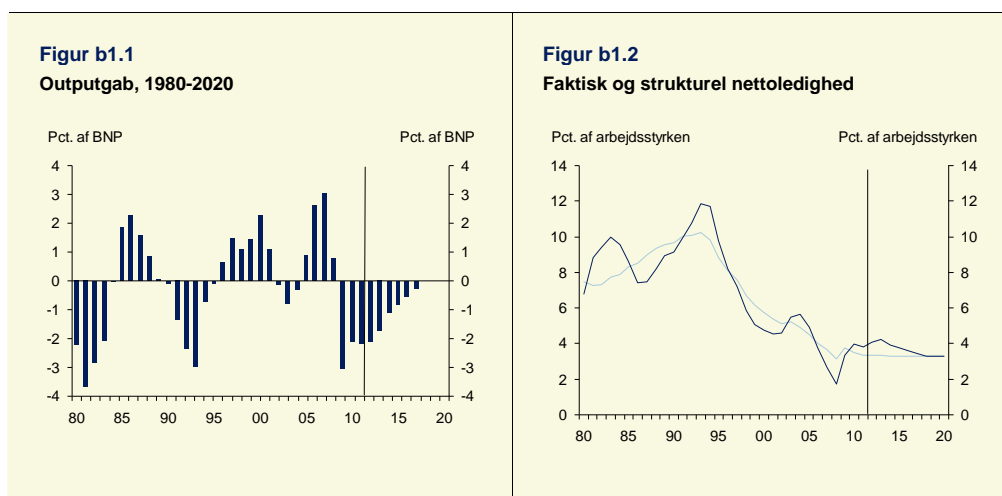 Figur b1.1
Outputgab, 1980-2020
Pct. af BNP Pct. af BNP
4 4
3 3
2 2
1 1
0 0
-1 -1
-2 -2
-3 -3
-4 -4
80 85 90 95 00 05 10 15 20
Figur b1.2
Faktisk og strukturel nettoledighed
Pct. af arbejdsstyrken Pct. af arbejdsstyrken
14 14
12 12
10 10
8 8
6 6
4 4
2 2
0 0
80 85 90 95 00 05 10 15 20